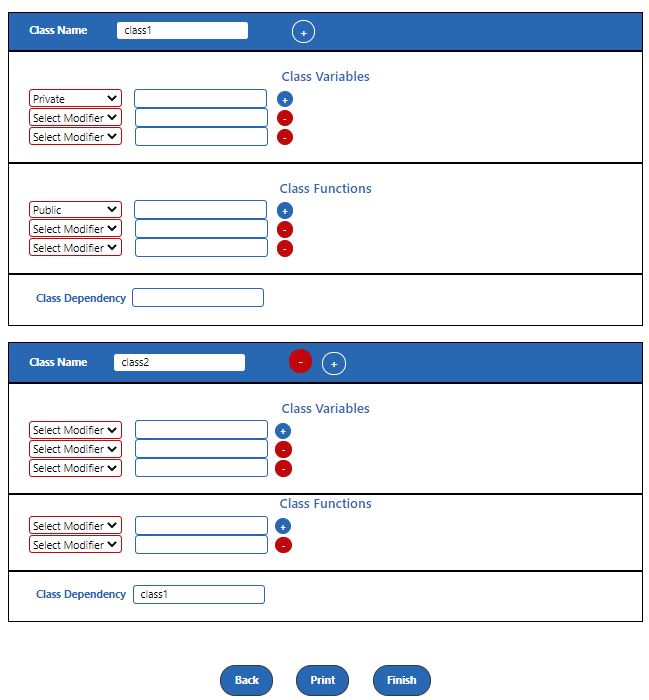 Class Name class1 +
Class Variables
Private +
Select Modifier -
Select Modifier -
Class Functions
Public +
Select Modifier -
Select Modifier -
Class Dependency
Class Name class2 - +
Class Variables
Select Modifier +
Select Modifier -
Select Modifier -
Class Functions
Select Modifier +
Select Modifier -
Class Dependency class1
Back Print Finish